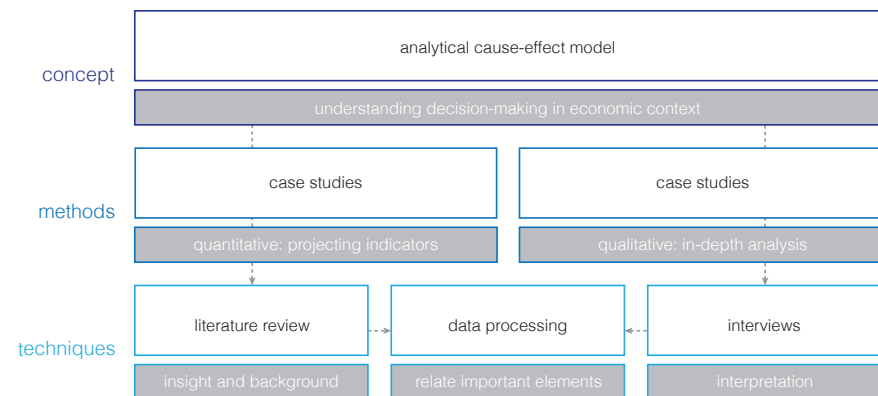 analytical cause-effect model
concept
understanding decision-making in economic context
case studies
case studies
methods
quantitative: projecting indicators
qualitative: in-depth analysis
literature review
data processing
interviews
techniques
insight and background
relate important elements
interpretation